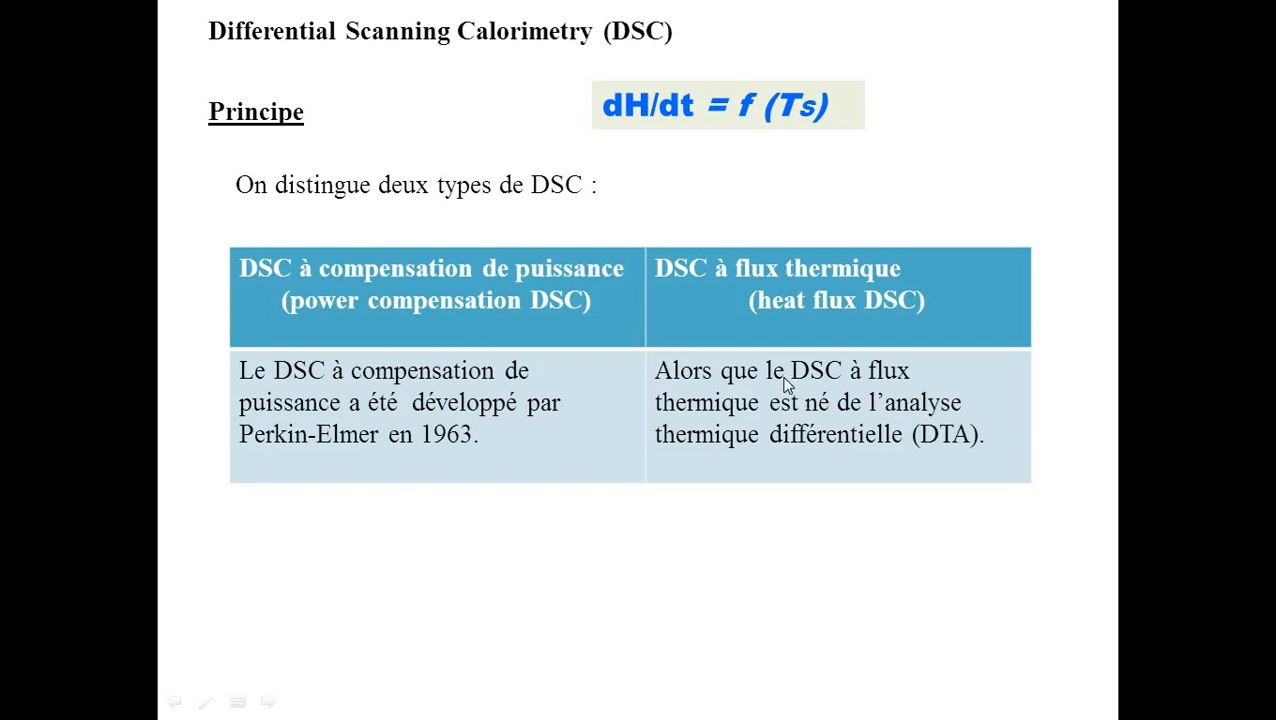 Differential Scanning Calorimetry (DSC)
dH/dt = f (Ts)
Principe
On distingue deux types de DSC :
DSC à compensation de puissance
(power compensation DSC)
DSC à flux thermique
(heat flux DSC)
Le DSC à compensation de
puissance a été développé par
Perkin-Elmer en 1963.
Alors que le DSC à flux
thermique est né de l’analyse
thermique différentielle (DTA).